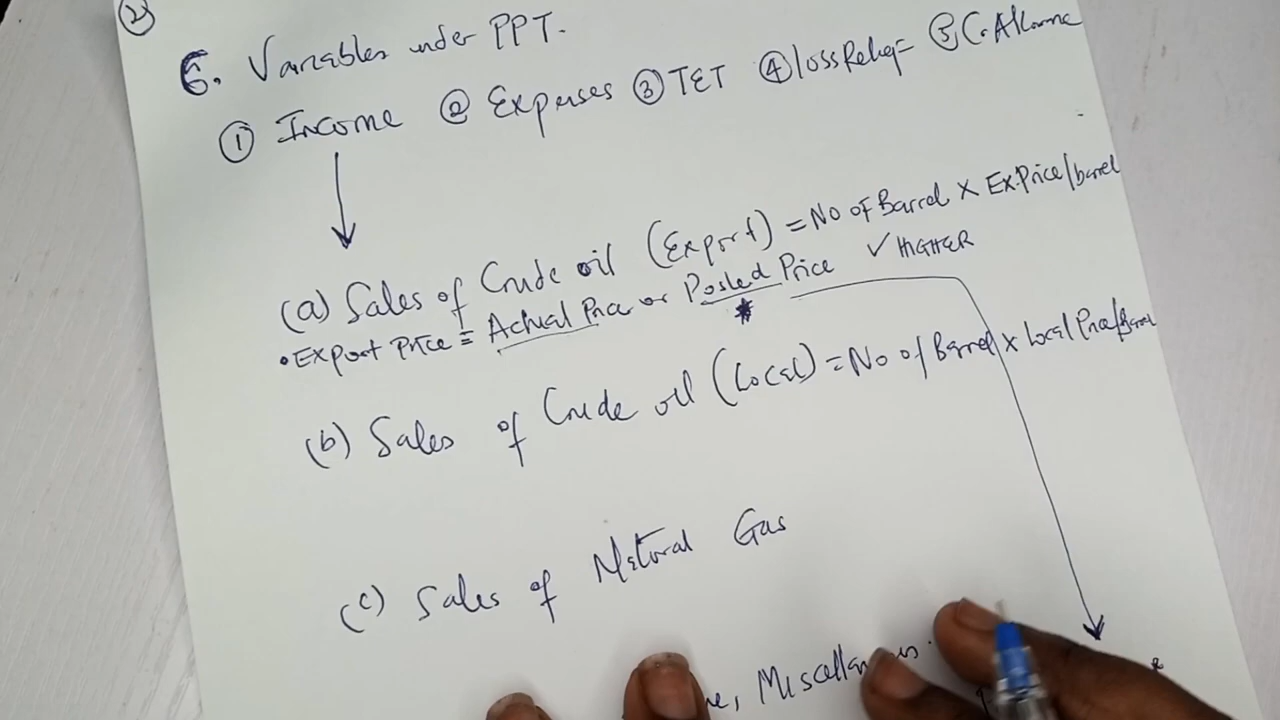 2
6. Variables under PPT.
① Income ② Expenses ③ TET ④ loss Relief = ⑤ C. Allowance
(a) Sales of Crude oil (Export) = No of Barrel × Ex.Price/barrel
• Export Price = Actual Price or Posted Price ✓ HIGHER
*
(b) Sales of Crude oil (Local) = No of Barrel × Local Price/Barrel
(c) Sales of Natural Gas
, Miscellaneous.